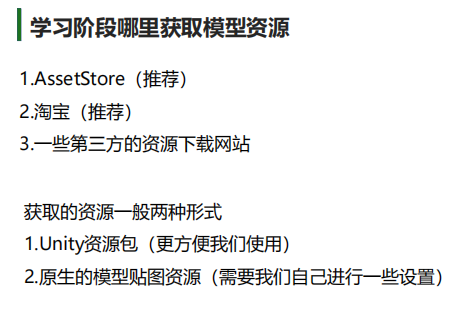 学习阶段哪里获取模型资源
1.AssetStore（推荐）
2.淘宝（推荐）
3.一些第三方的资源下载网站
获取的资源一般两种形式
1.Unity资源包（更方便我们使用）
2.原生的模型贴图资源（需要我们自己进行一些设置）